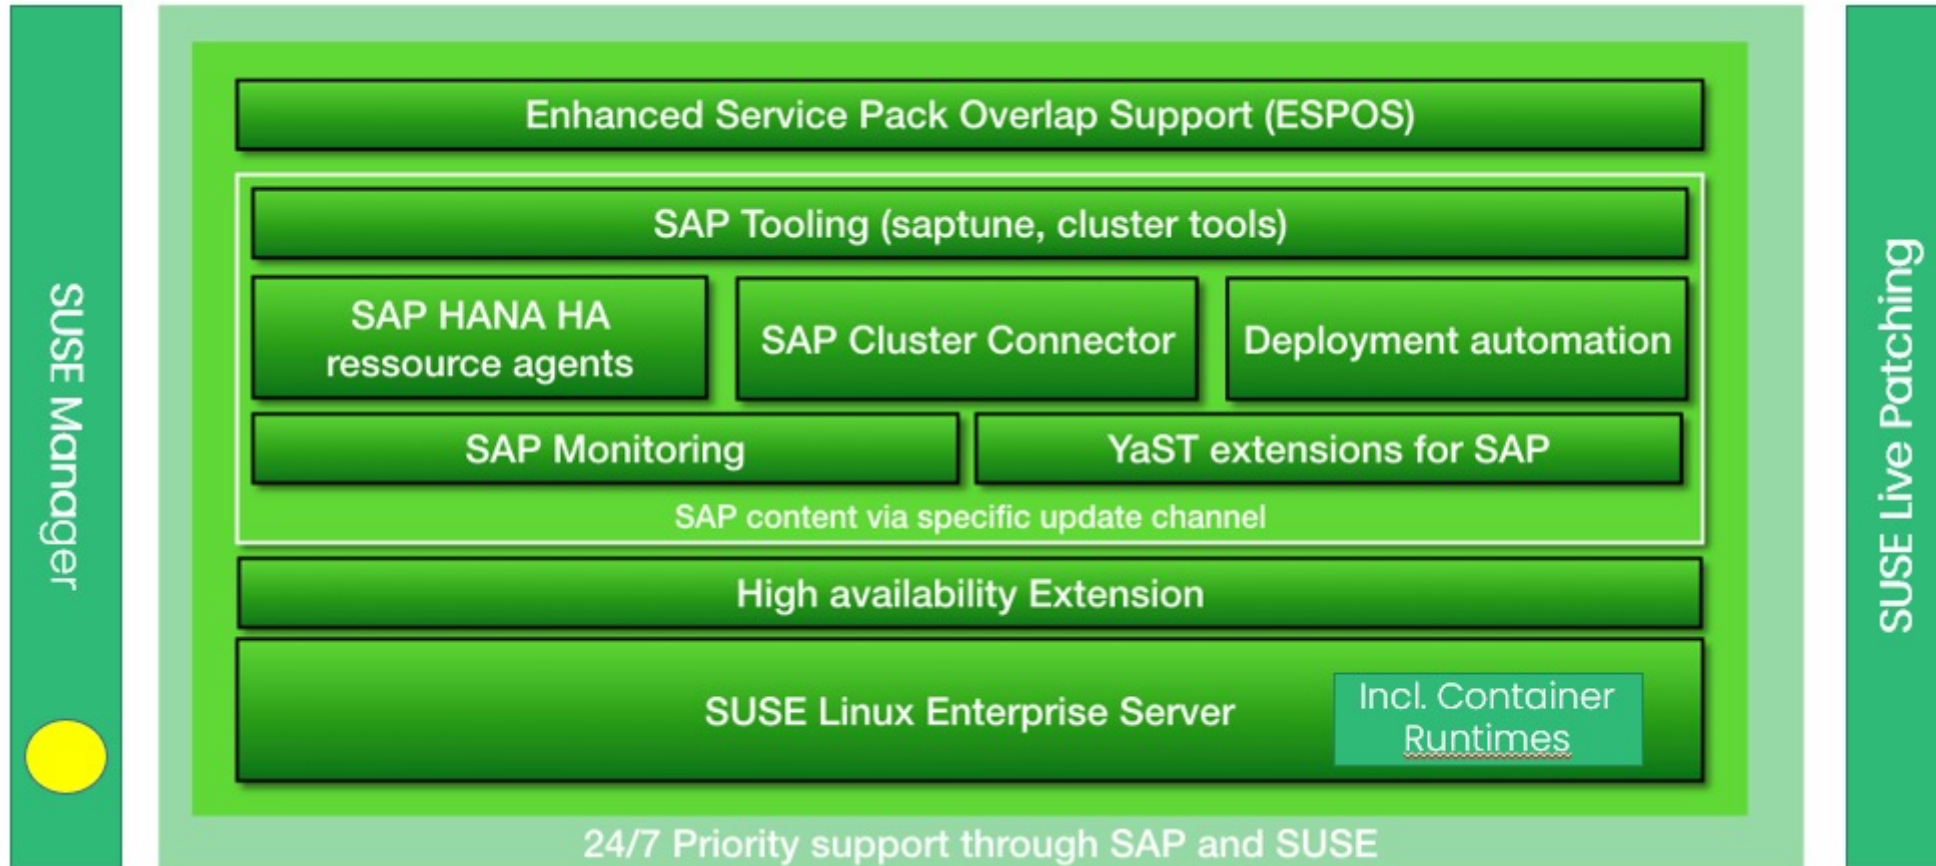 SUSE Manager
Enhanced Service Pack Overlap Support (ESPOS)
SAP Tooling (saptune, cluster tools)
SAP HANA HA
ressource agents
SAP Cluster Connector
Deployment automation
SAP Monitoring
YaST extensions for SAP
SAP content via specific update channel
High availability Extension
SUSE Linux Enterprise Server
Incl. Container
Runtimes
24/7 Priority support through SAP and SUSE
SUSE Live Patching